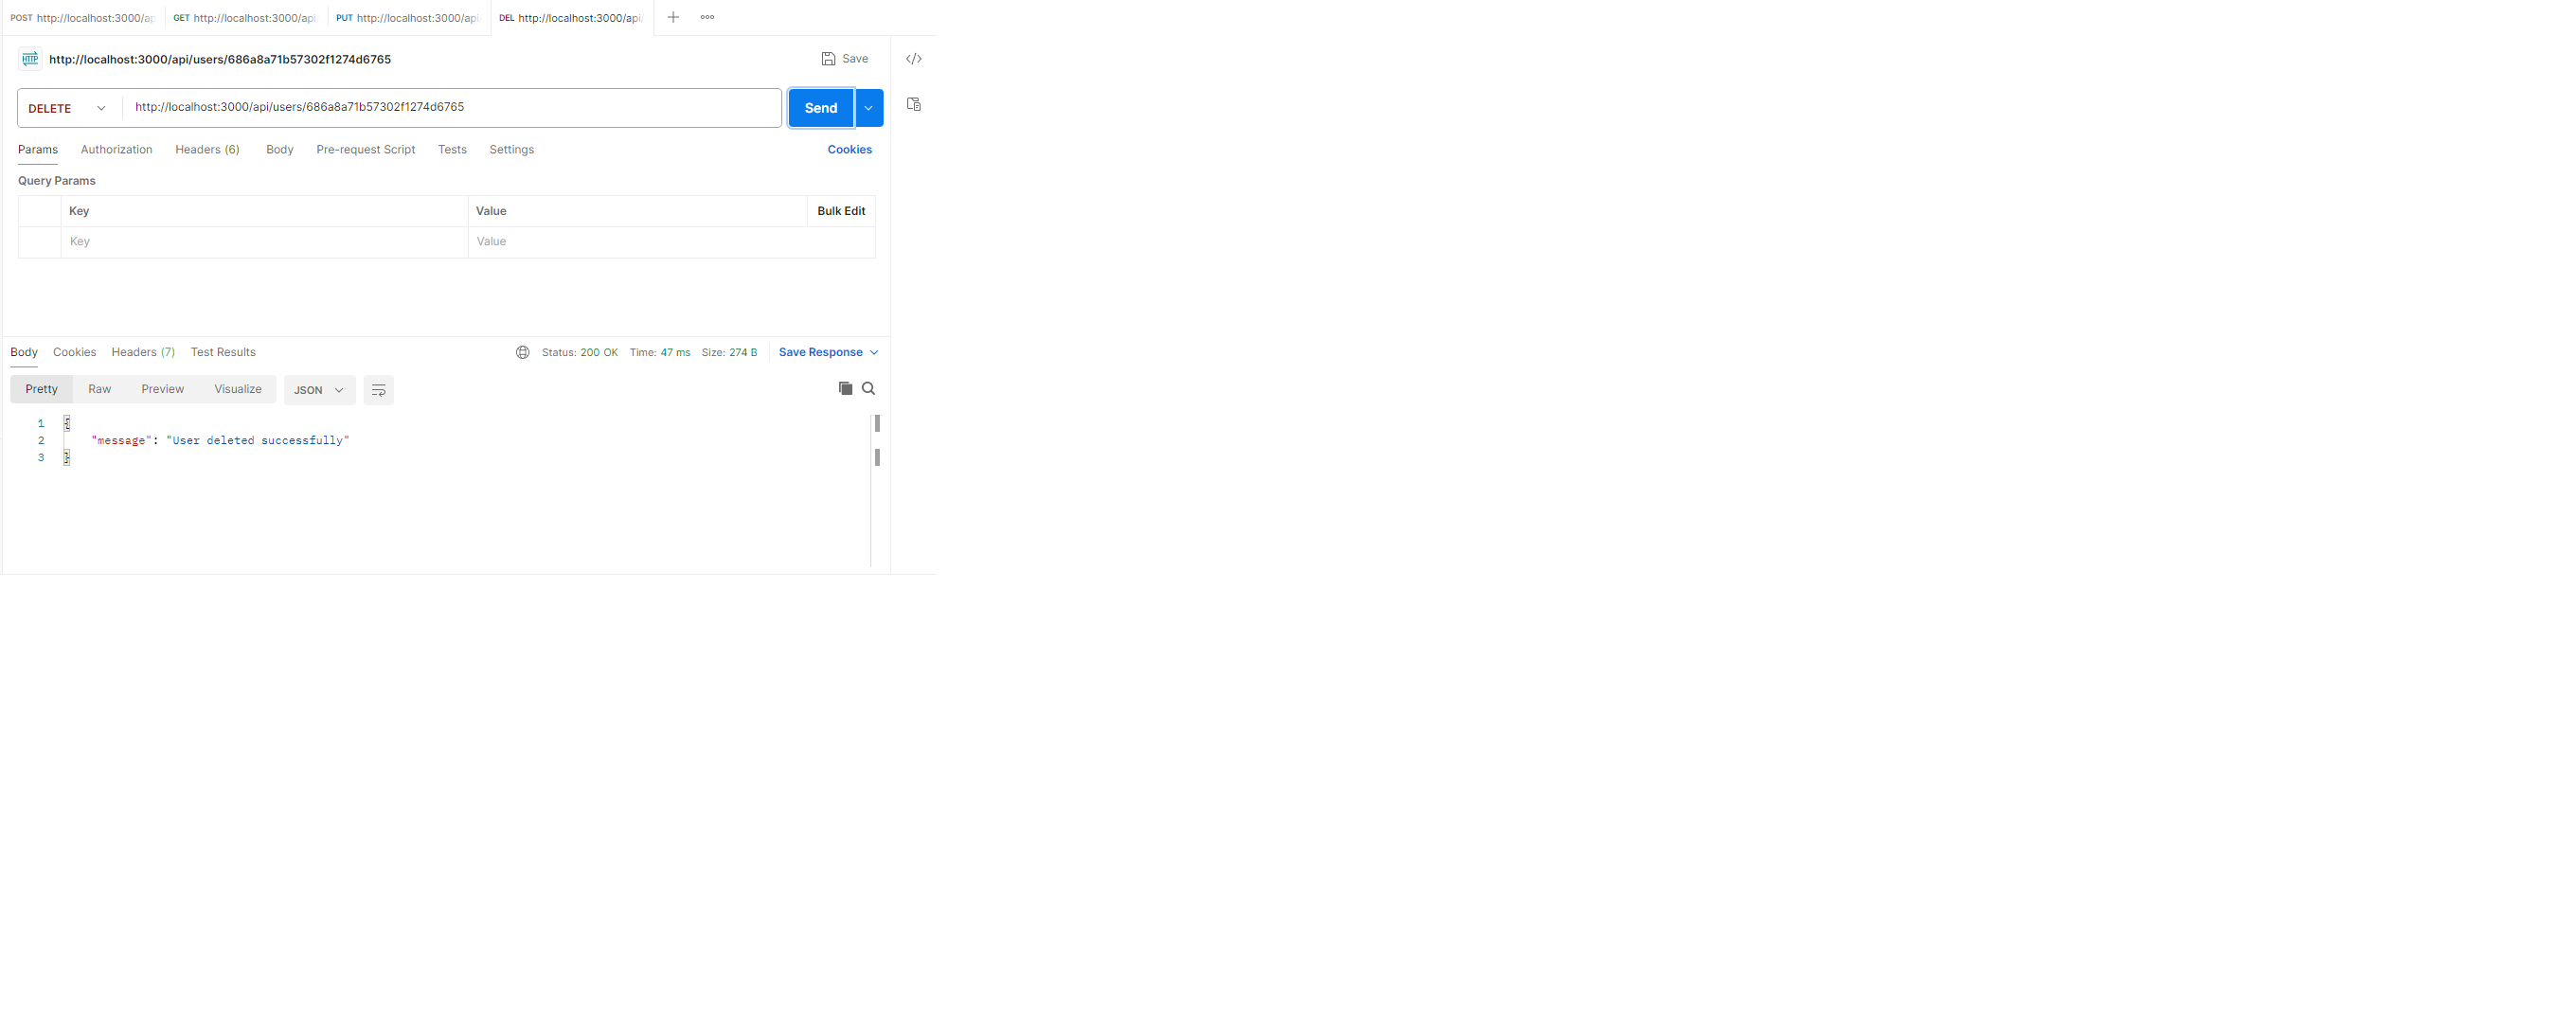 POST http://localhost:3000/ap GET http://localhost:3000/api PUT http://localhost:3000/api DEL http://localhost:3000/api
HTTP http://localhost:3000/api/users/686a8a71b57302f1274d6765 Save
DELETE http://localhost:3000/api/users/686a8a71b57302f1274d6765 Send
Params Authorization Headers (6) Body Pre-request Script Tests Settings Cookies
Query Params
Key Value Bulk Edit
Key Value
Body Cookies Headers (7) Test Results Status: 200 OK Time: 47 ms Size: 274 B Save Response
Pretty Raw Preview Visualize JSON
1 {
2 "message": "User deleted successfully"
3 }